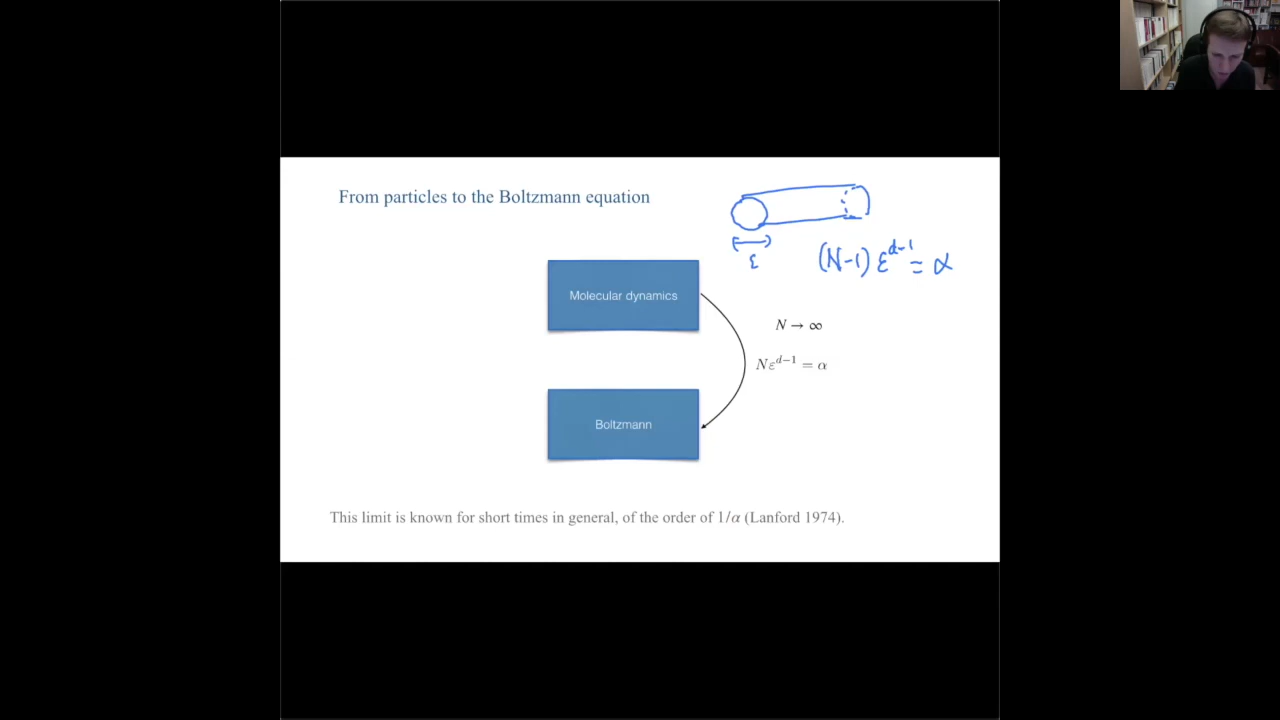 From particles to the Boltzmann equation
ε
(N-1) ε^{d-1} = α
Molecular dynamics
N → ∞
Nε^{d-1} = α
Boltzmann
This limit is known for short times in general, of the order of 1/α (Lanford 1974).